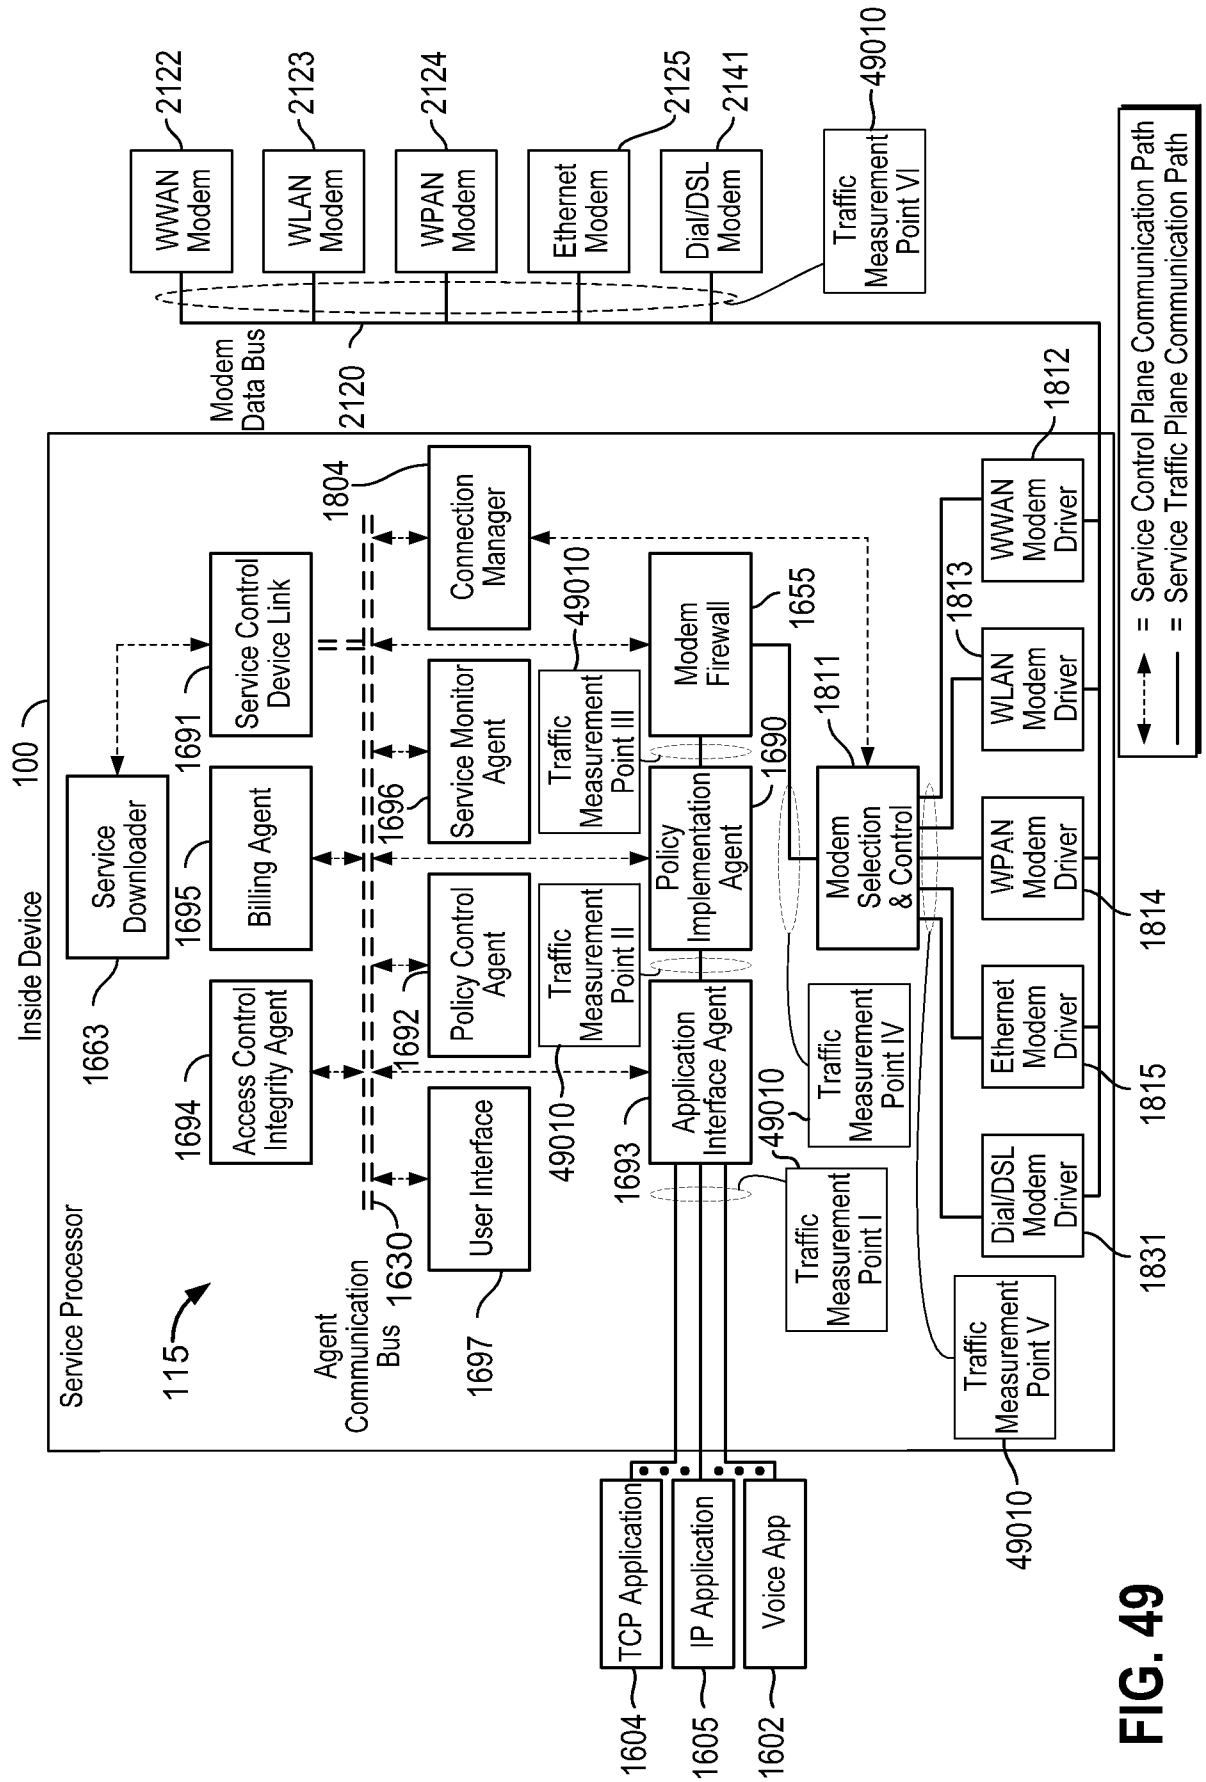 Inside Device
100
Service Processor
115
1663
Service
Downloader
1694
Access Control
Integrity Agent
1695
Billing Agent
1691
Service Control
Device Link
Agent
Communication
Bus
1630
1697
User Interface
1692
Policy Control
Agent
1696
Service Monitor
Agent
1804
Connection
Manager
49010
Traffic
Measurement
Point II
Traffic
Measurement
Point III
49010
1604
TCP Application
1605
IP Application
1602
Voice App
1693
Application
Interface Agent
Policy
Implementation
Agent
1690
Modem
Firewall
1655
Traffic
Measurement
Point I
49010
Traffic
Measurement
Point IV
49010
Modem
Selection
& Control
1811
Traffic
Measurement
Point V
49010
Dial/DSL
Modem
Driver
1831
Ethernet
Modem
Driver
1815
WPAN
Modem
Driver
1814
WLAN
Modem
Driver
1813
WWAN
Modem
Driver
1812
Modem
Data Bus
2120
WWAN
Modem
2122
WLAN
Modem
2123
WPAN
Modem
2124
Ethernet
Modem
2125
Dial/DSL
Modem
2141
Traffic
Measurement
Point VI
49010
= Service Control Plane Communication Path
= Service Traffic Plane Communication Path
FIG. 49